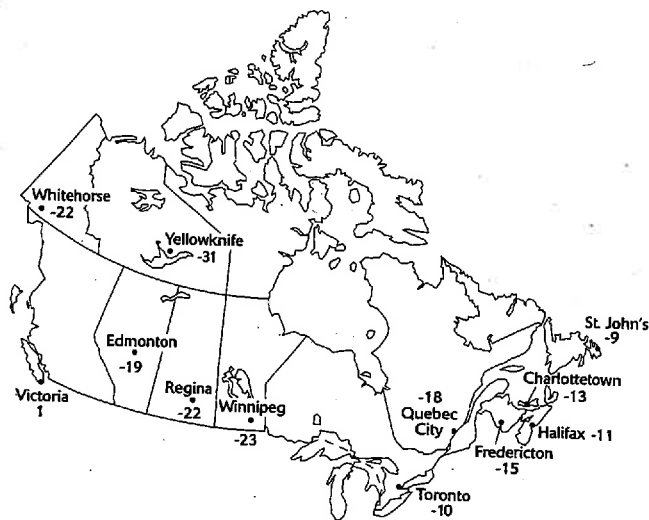 Whitehorse
-22
Yellowknife
-31
Edmonton
-19
Regina
-22
Winnipeg
-23
Victoria
1
-18
Quebec
City
St. John's
-9
Charlottetown
-13
Halifax -11
Fredericton
-15
Toronto
-10